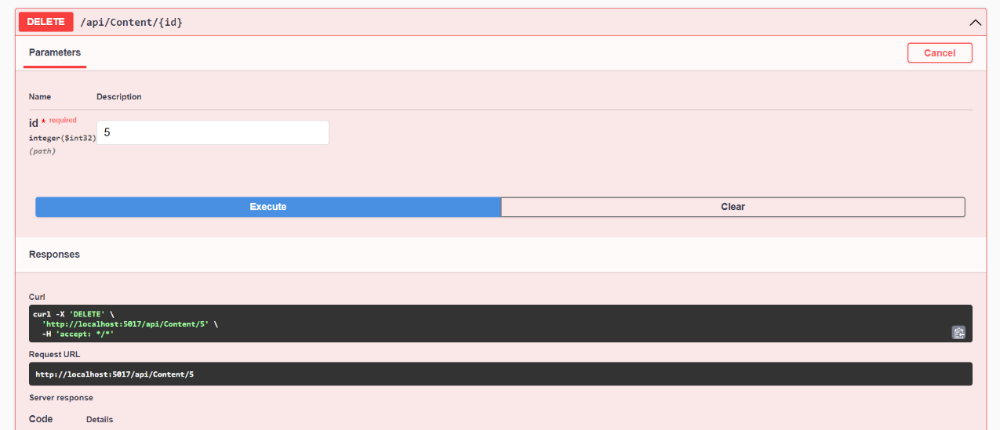 DELETE /api/Content/{id}
Parameters
Cancel
Name Description
id * required
integer($int32)
(path)
5
Execute Clear
Responses
Curl
curl -X 'DELETE' \
  'http://localhost:5017/api/Content/5' \
  -H 'accept: */*'
Request URL
http://localhost:5017/api/Content/5
Server response
Code Details